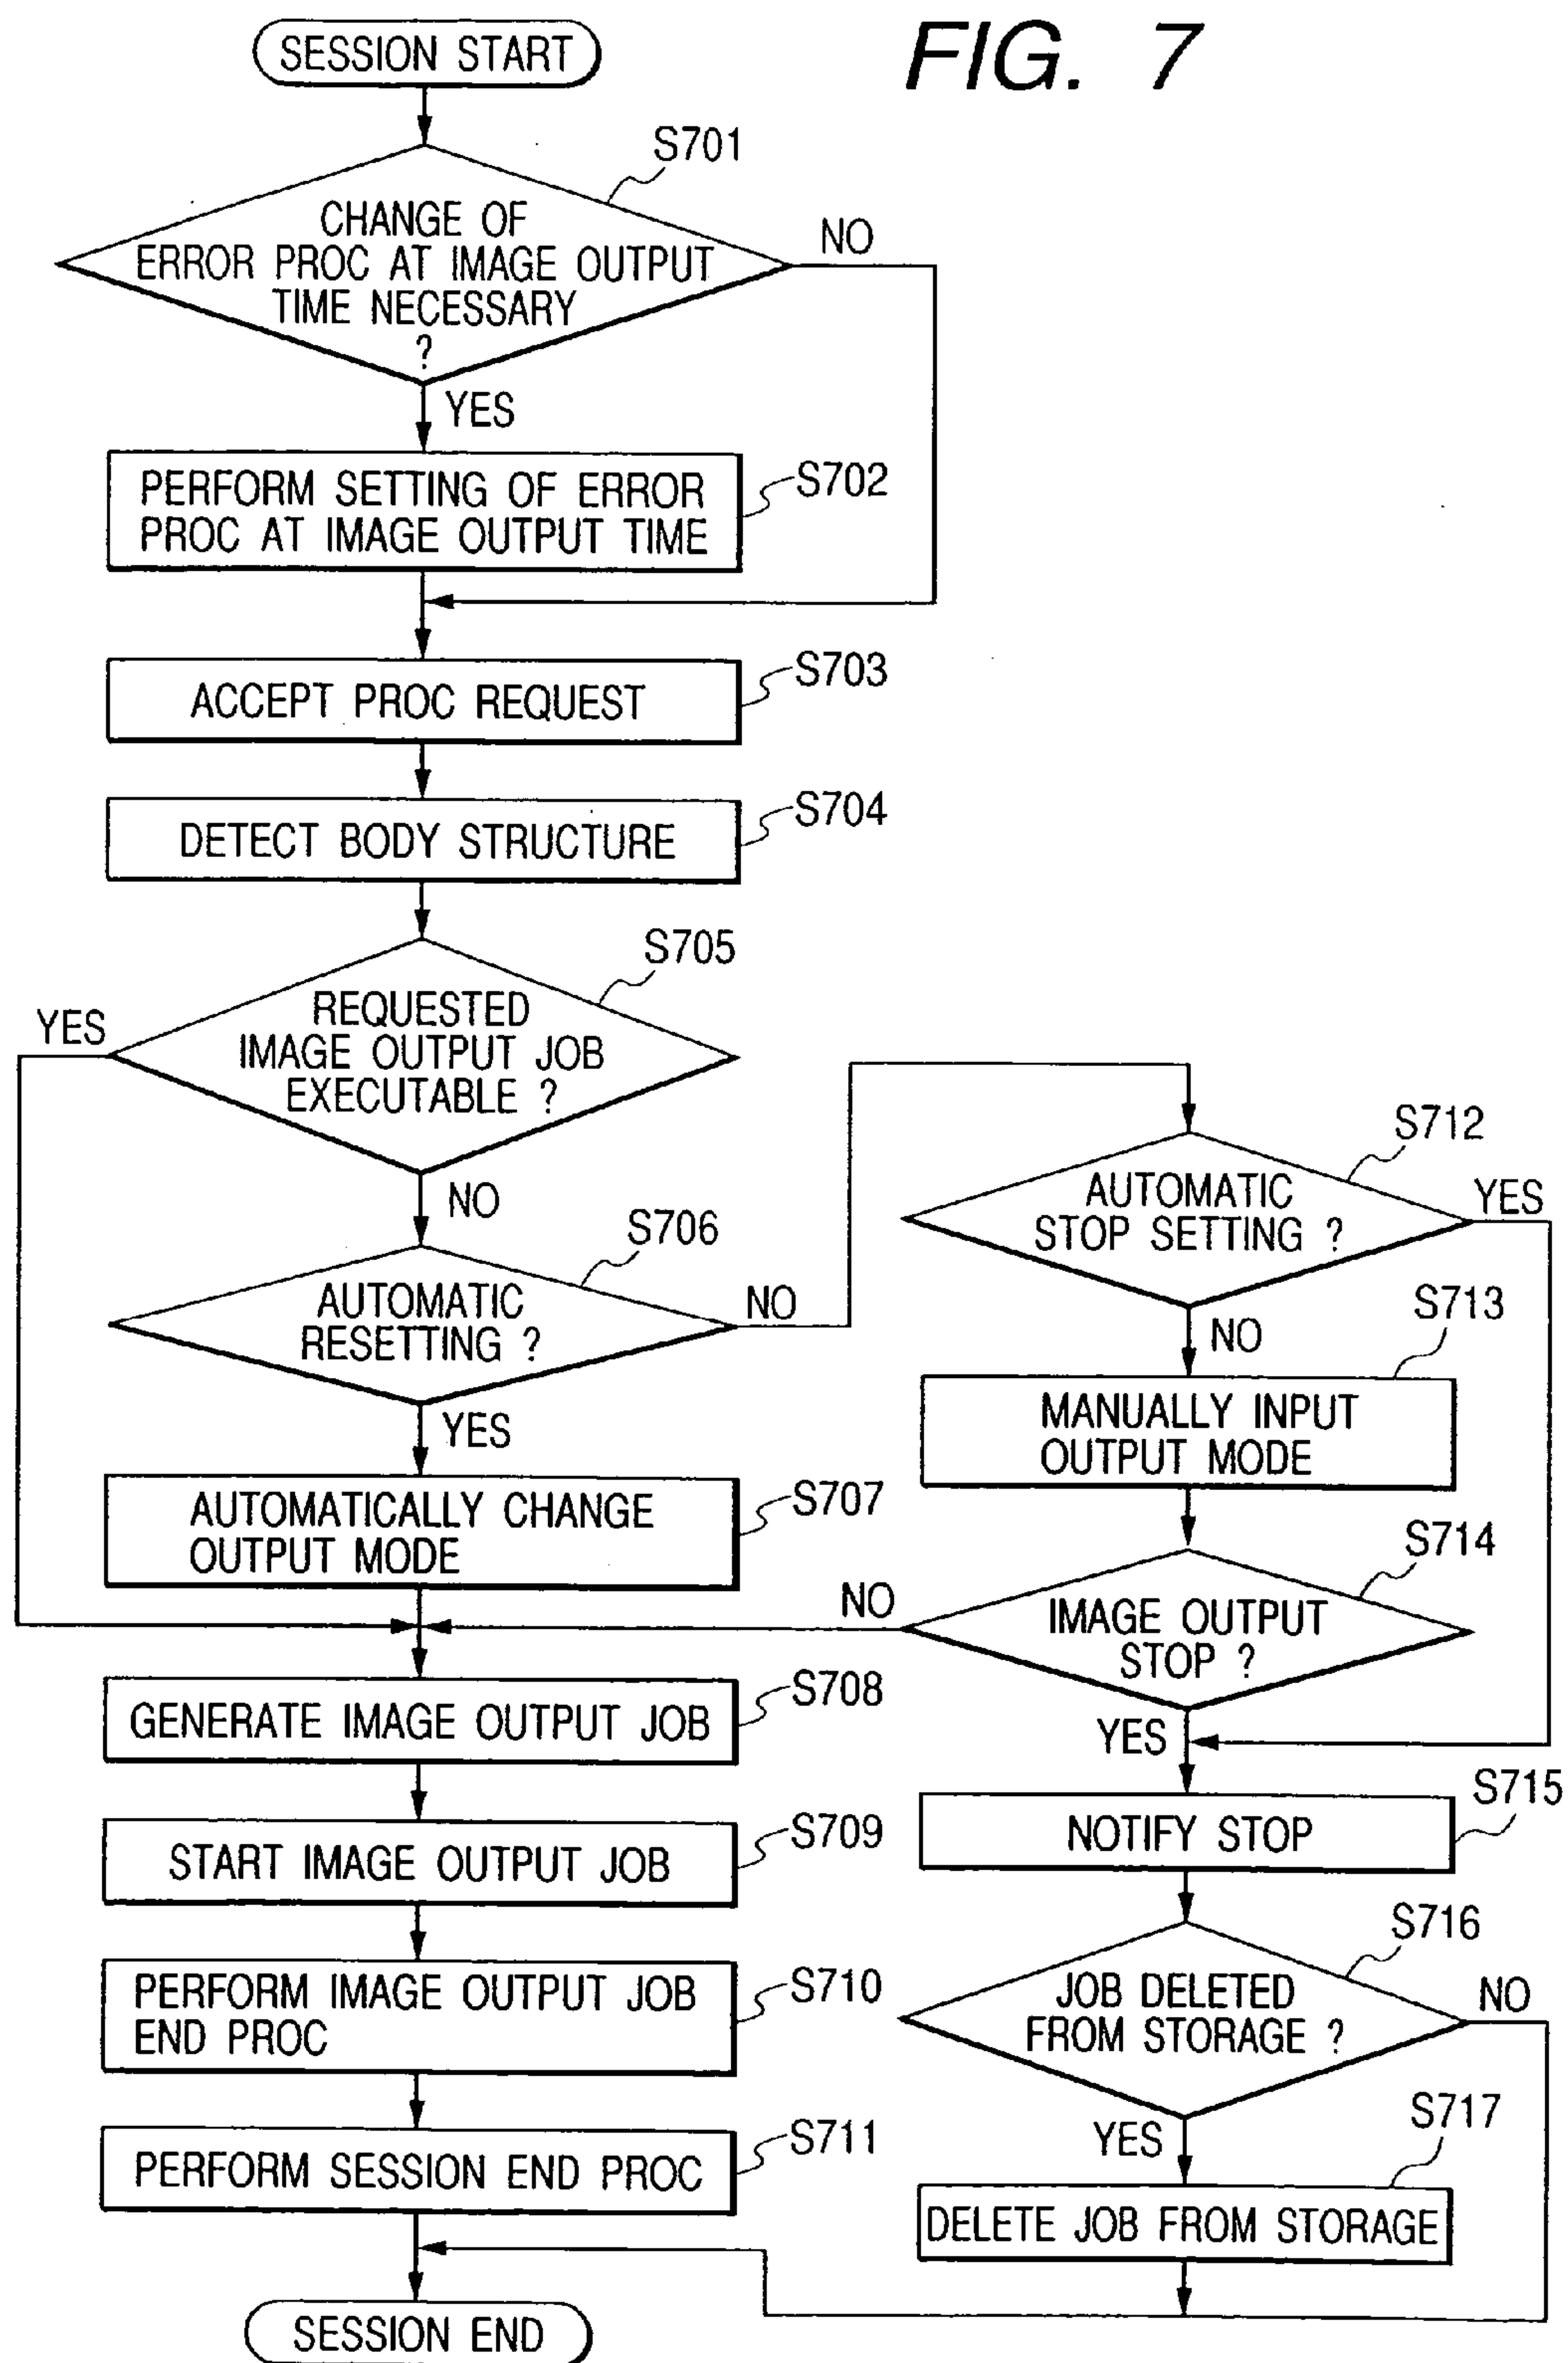 FIG. 7
SESSION START
S701
CHANGE OF
ERROR PROC AT IMAGE OUTPUT
TIME NECESSARY
?
NO
YES
S702
PERFORM SETTING OF ERROR
PROC AT IMAGE OUTPUT TIME
S703
ACCEPT PROC REQUEST
S704
DETECT BODY STRUCTURE
S705
REQUESTED
IMAGE OUTPUT JOB
EXECUTABLE ?
YES
NO
S706
AUTOMATIC
RESETTING ?
NO
YES
S707
AUTOMATICALLY CHANGE
OUTPUT MODE
S708
GENERATE IMAGE OUTPUT JOB
S709
START IMAGE OUTPUT JOB
S710
PERFORM IMAGE OUTPUT JOB
END PROC
S711
PERFORM SESSION END PROC
SESSION END
S712
AUTOMATIC
STOP SETTING ?
YES
NO
S713
MANUALLY INPUT
OUTPUT MODE
S714
IMAGE OUTPUT
STOP ?
NO
YES
S715
NOTIFY STOP
S716
JOB DELETED
FROM STORAGE ?
NO
YES
S717
DELETE JOB FROM STORAGE